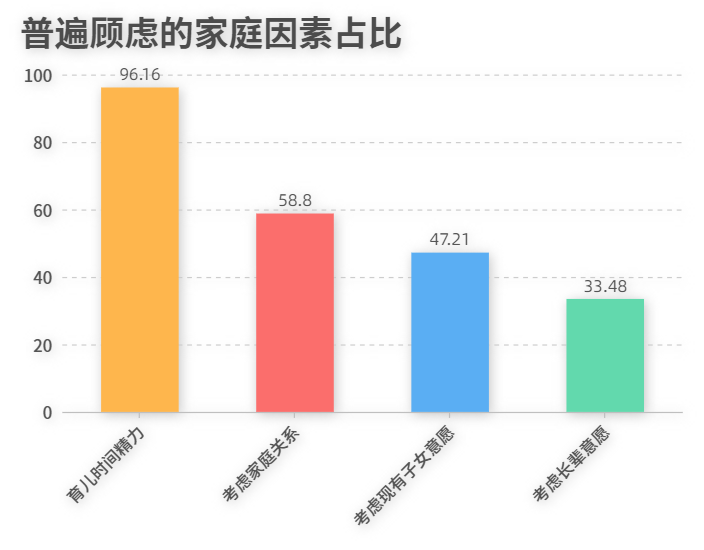 普遍顾虑的家庭因素占比
100
80
60
40
20
0
96.16
58.8
47.21
33.48
育儿时间精力
考虑家庭关系
考虑现有子女意愿
考虑长辈意愿